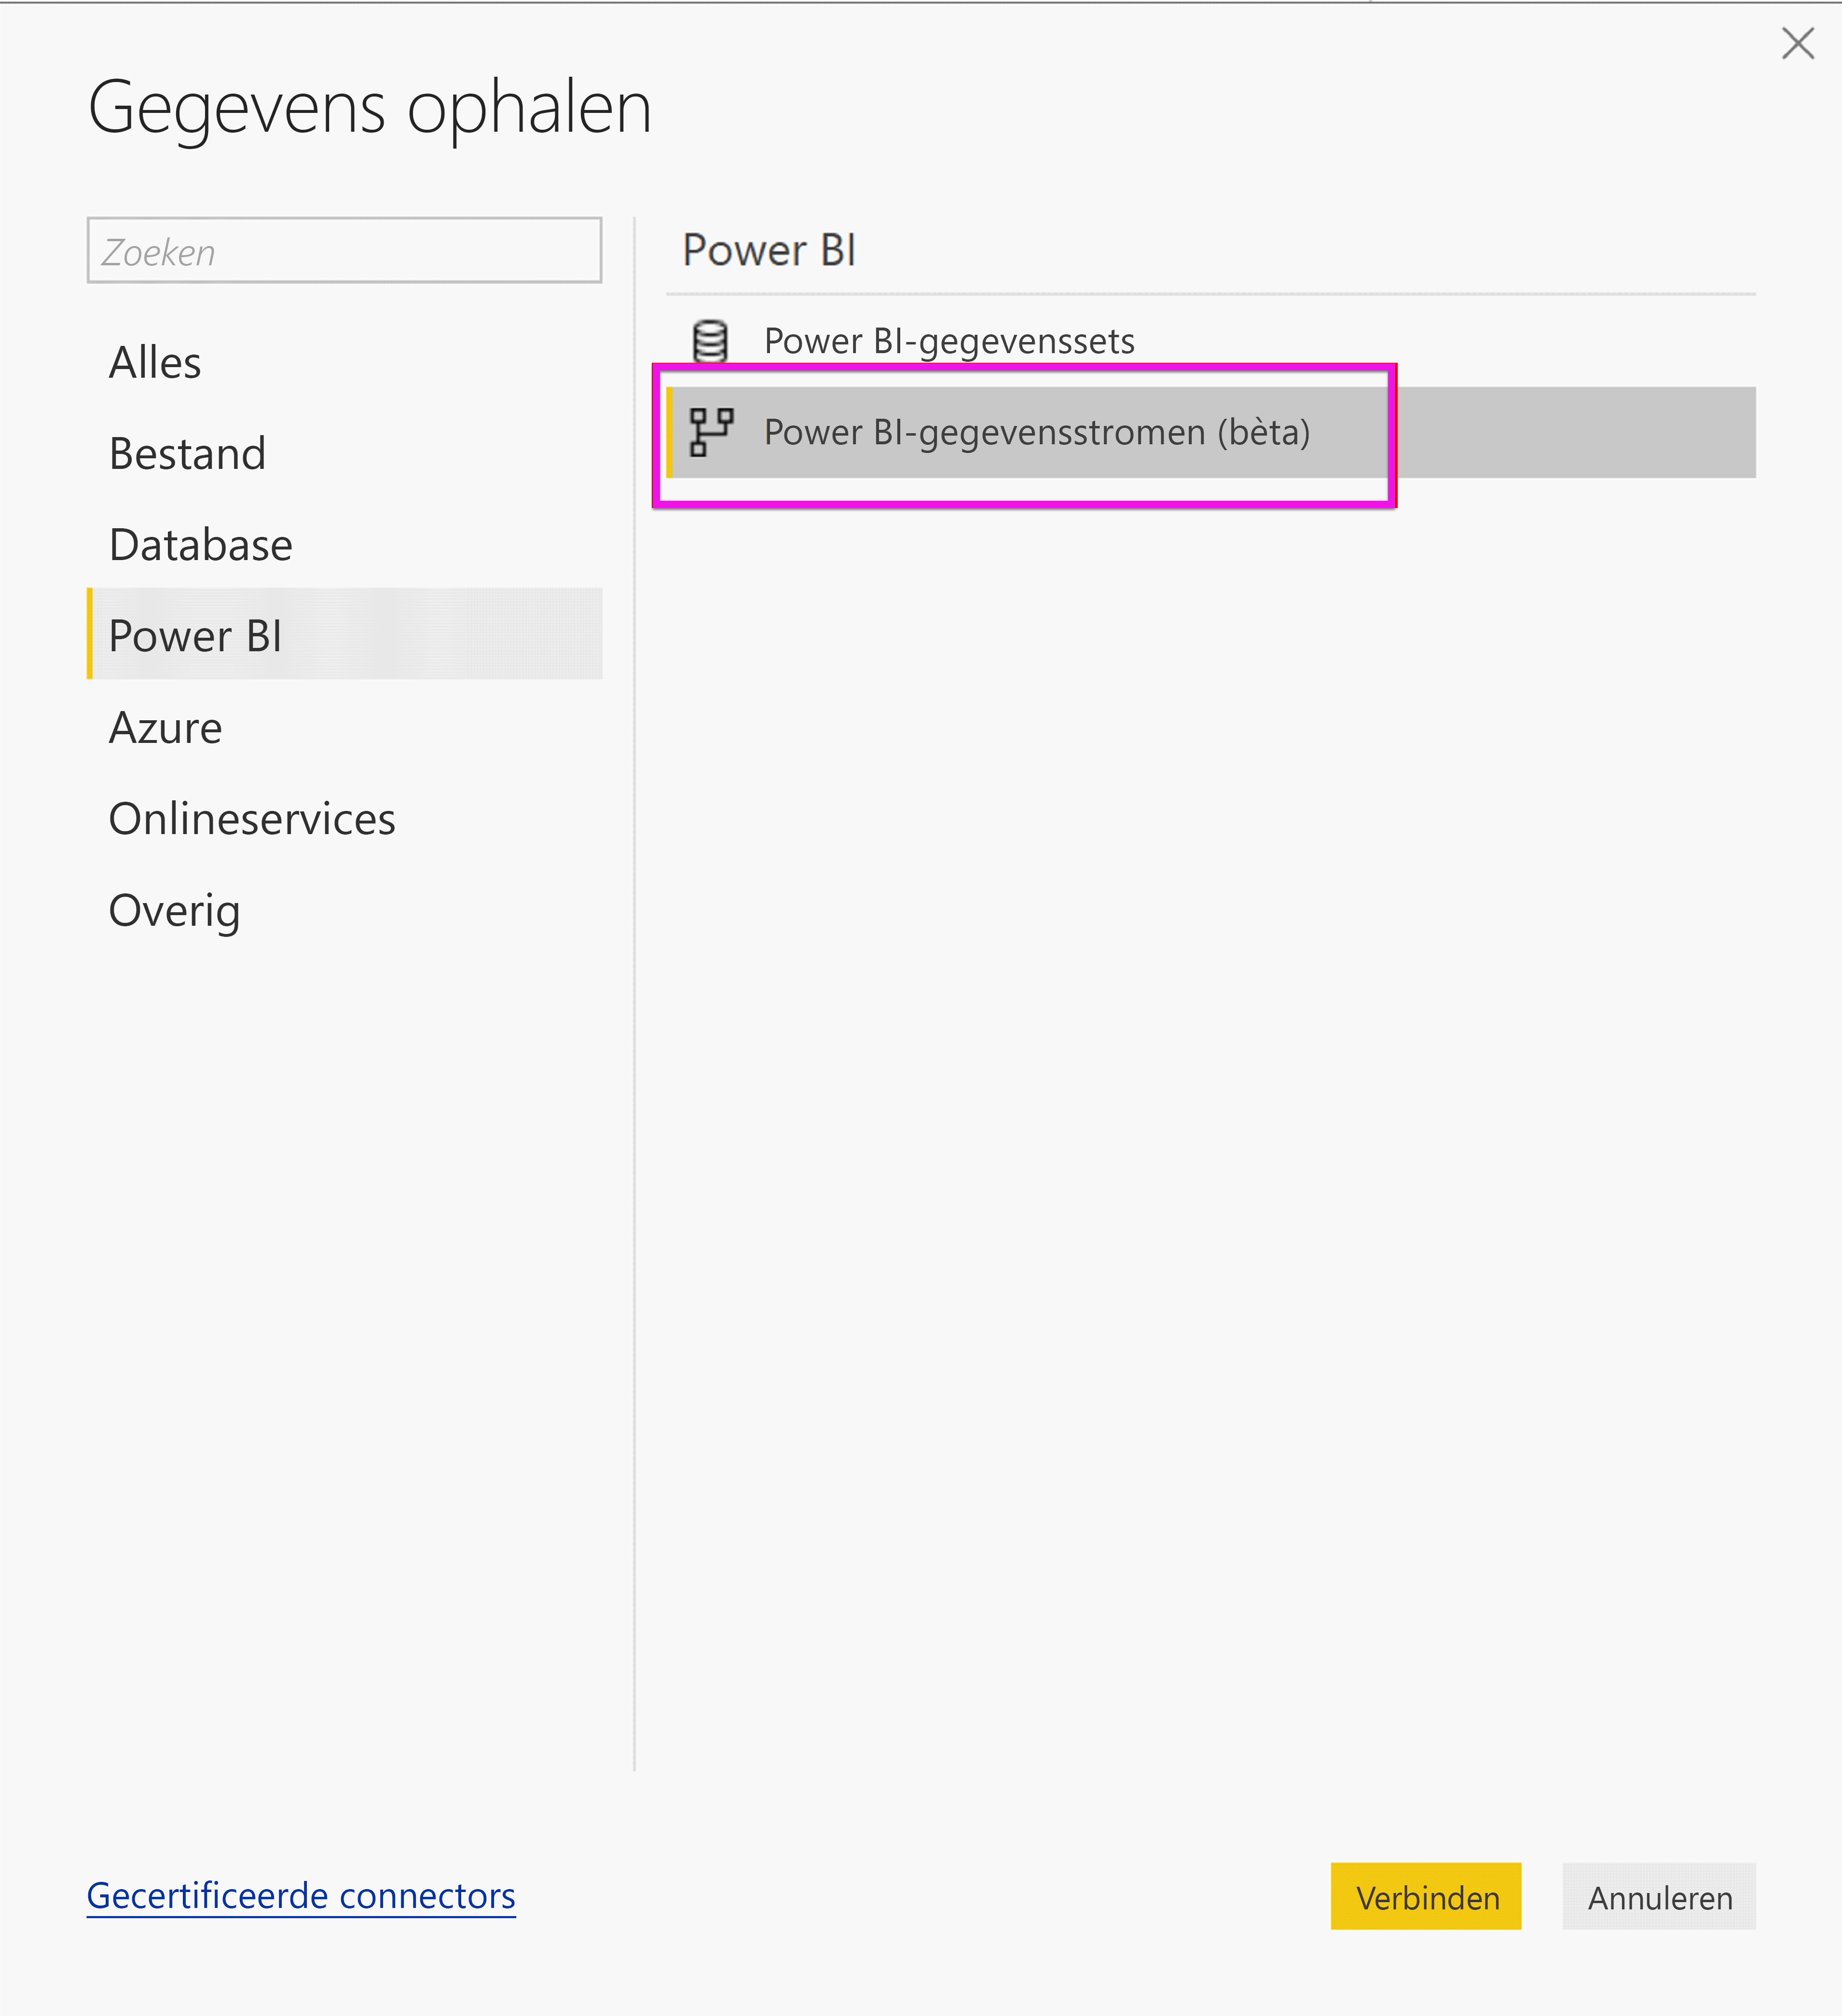 Gegevens ophalen
Zoeken
Alles
Bestand
Database
Power BI
Azure
Onlineservices
Overig
Power BI
Power BI-gegevenssets
Power BI-gegevensstromen (bèta)
Gecertificeerde connectors
Verbinden
Annuleren